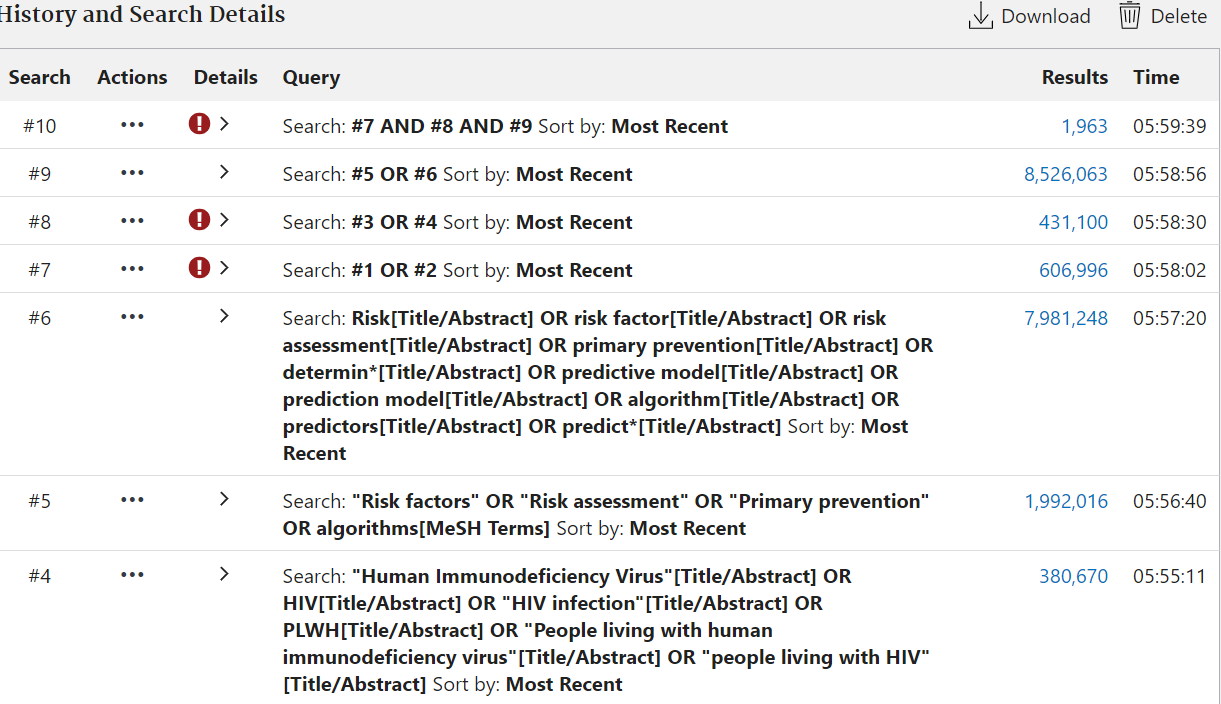 History and Search Details Download Delete
Search Actions Details Query Results Time
#10 ••• ! > Search: #7 AND #8 AND #9 Sort by: Most Recent 1,963 05:59:39
#9 ••• > Search: #5 OR #6 Sort by: Most Recent 8,526,063 05:58:56
#8 ••• ! > Search: #3 OR #4 Sort by: Most Recent 431,100 05:58:30
#7 ••• ! > Search: #1 OR #2 Sort by: Most Recent 606,996 05:58:02
#6 ••• > Search: Risk[Title/Abstract] OR risk factor[Title/Abstract] OR risk 7,981,248 05:57:20
assessment[Title/Abstract] OR primary prevention[Title/Abstract] OR
determin*[Title/Abstract] OR predictive model[Title/Abstract] OR
prediction model[Title/Abstract] OR algorithm[Title/Abstract] OR
predictors[Title/Abstract] OR predict*[Title/Abstract] Sort by: Most
Recent
#5 ••• > Search: "Risk factors" OR "Risk assessment" OR "Primary prevention" 1,992,016 05:56:40
OR algorithms[MeSH Terms] Sort by: Most Recent
#4 ••• > Search: "Human Immunodeficiency Virus"[Title/Abstract] OR 380,670 05:55:11
HIV[Title/Abstract] OR "HIV infection"[Title/Abstract] OR
PLWH[Title/Abstract] OR "People living with human
immunodeficiency virus"[Title/Abstract] OR "people living with HIV"
[Title/Abstract] Sort by: Most Recent